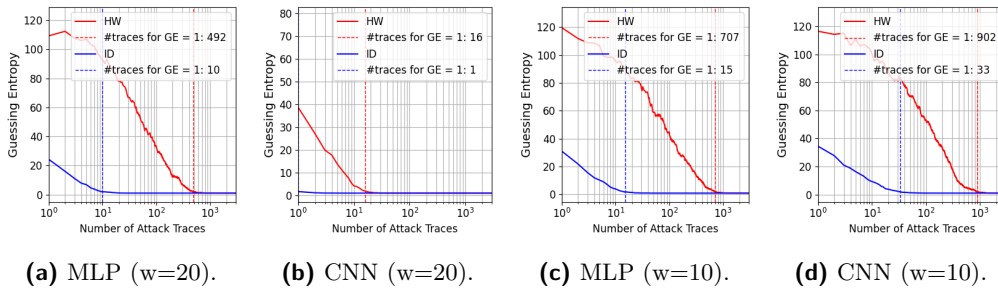 HW
#traces for GE = 1: 492
ID
#traces for GE = 1: 10
Guessing Entropy
120
100
80
60
40
20
0
10^0
10^1
10^2
10^3
Number of Attack Traces
(a) MLP (w=20).
HW
#traces for GE = 1: 16
ID
#traces for GE = 1: 1
Guessing Entropy
80
70
60
50
40
30
20
10
0
10^0
10^1
10^2
10^3
Number of Attack Traces
(b) CNN (w=20).
HW
#traces for GE = 1: 707
ID
#traces for GE = 1: 15
Guessing Entropy
120
100
80
60
40
20
0
10^0
10^1
10^2
10^3
Number of Attack Traces
(c) MLP (w=10).
HW
#traces for GE = 1: 902
ID
#traces for GE = 1: 33
Guessing Entropy
120
100
80
60
40
20
0
10^0
10^1
10^2
10^3
Number of Attack Traces
(d) CNN (w=10).